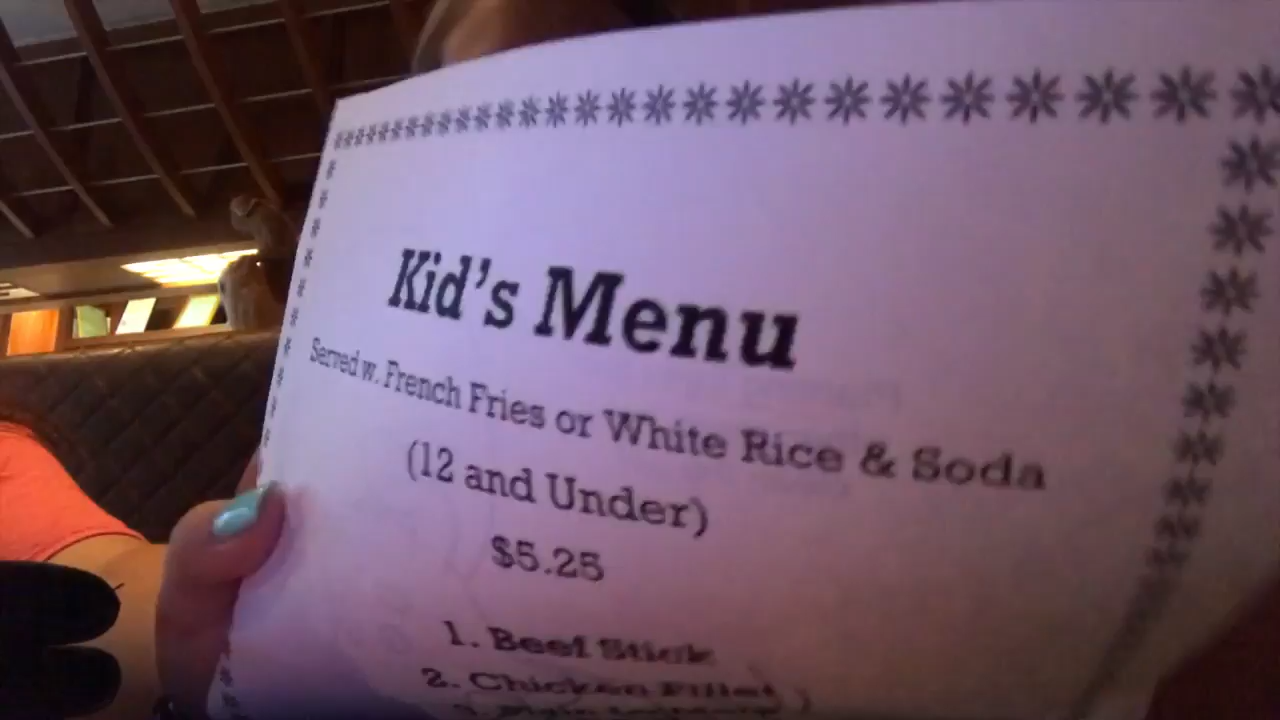 Kid's Menu
Served w. French Fries or White Rice & Soda
(12 and Under)
$5.25
1. Beef Stick
2. Chicken Fillet